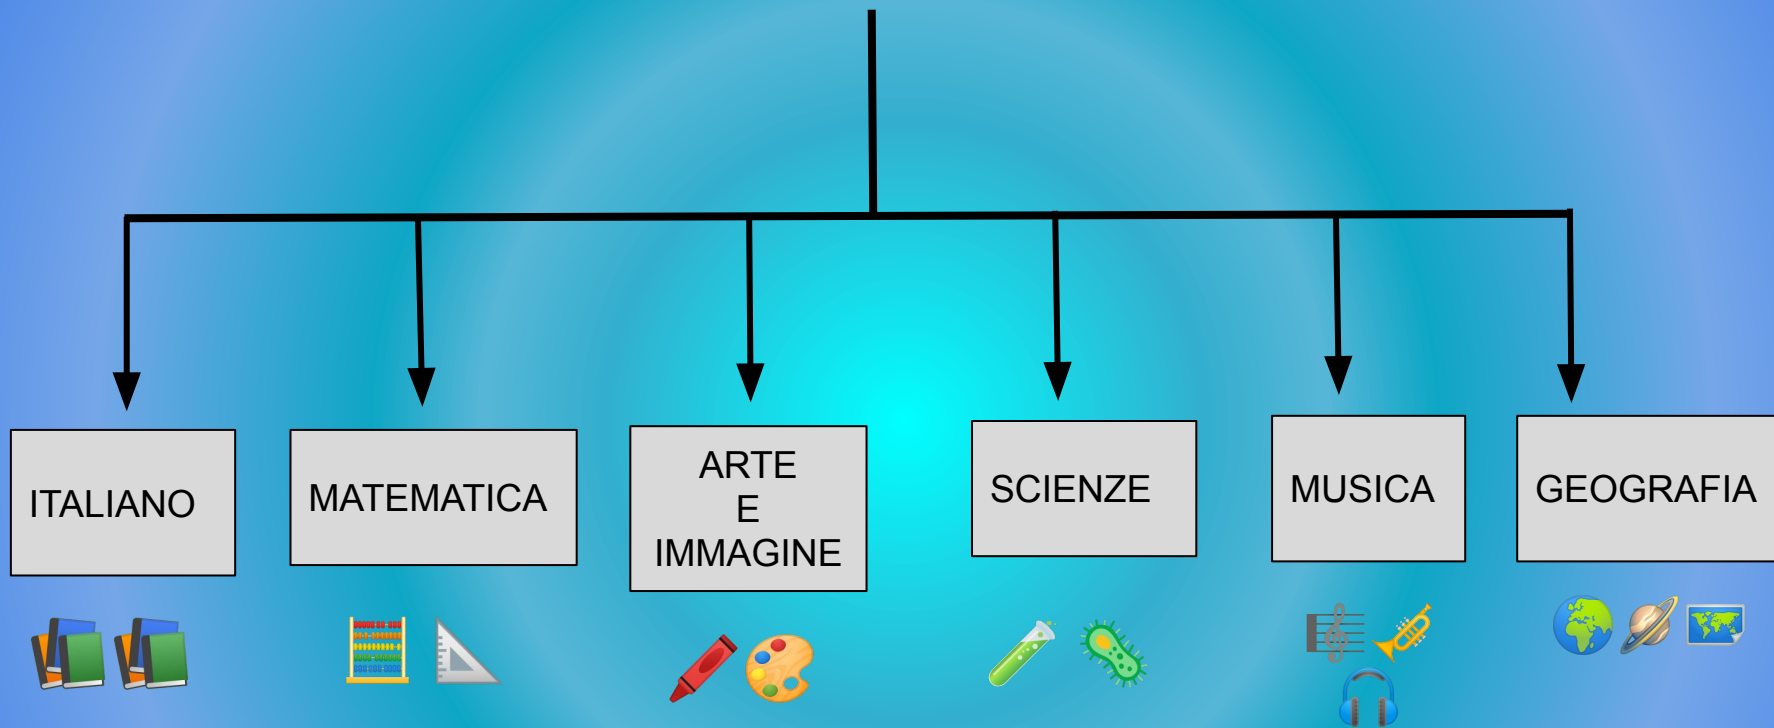 ITALIANO
MATEMATICA
ARTE
E
IMMAGINE
SCIENZE
MUSICA
GEOGRAFIA